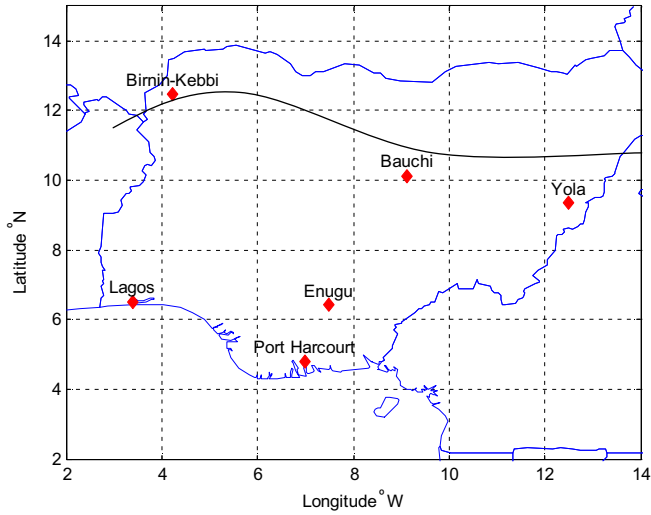 14
12
10
8
6
4
2
Latitude °N
Birnin-Kebbi
Bauchi
Yola
Lagos
Enugu
Port Harcourt
2 4 6 8 10 12 14
Longitude °W